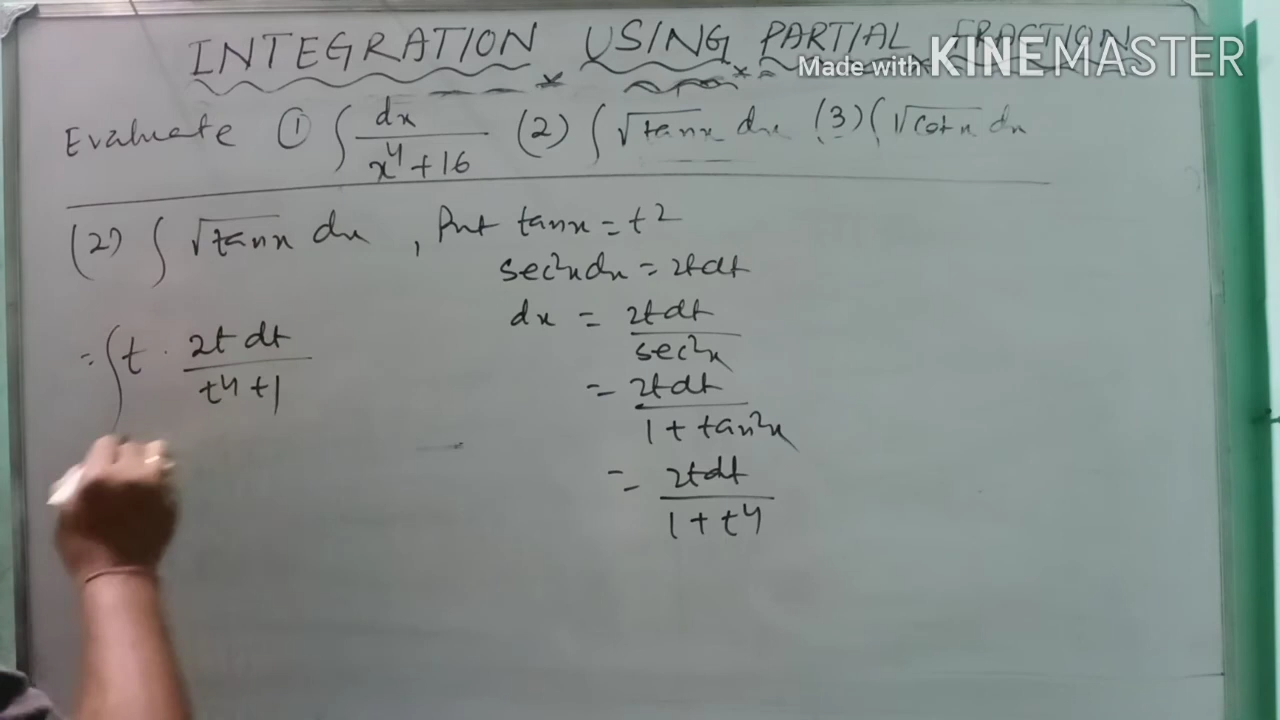 INTEGRATION USING PARTIAL FRACTION
Made with KINEMASTER
Evaluate ① ∫ dx / x⁴ + 16 (2) ∫ √tanx dx (3) ∫ √cotx dx
(2) ∫ √tanx dx , Put tanx = t²
sec²x dx = 2t dt
dx = 2t dt / sec²x
= ∫ t · 2t dt / t⁴ + 1
= 2t dt / 1 + tan²x
= 2t dt / 1 + t⁴